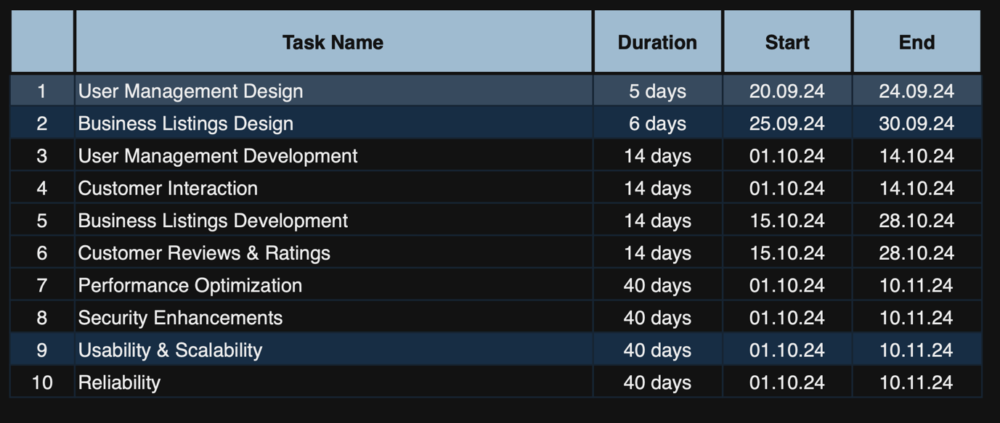 Task Name Duration Start End
1 User Management Design 5 days 20.09.24 24.09.24
2 Business Listings Design 6 days 25.09.24 30.09.24
3 User Management Development 14 days 01.10.24 14.10.24
4 Customer Interaction 14 days 01.10.24 14.10.24
5 Business Listings Development 14 days 15.10.24 28.10.24
6 Customer Reviews & Ratings 14 days 15.10.24 28.10.24
7 Performance Optimization 40 days 01.10.24 10.11.24
8 Security Enhancements 40 days 01.10.24 10.11.24
9 Usability & Scalability 40 days 01.10.24 10.11.24
10 Reliability 40 days 01.10.24 10.11.24